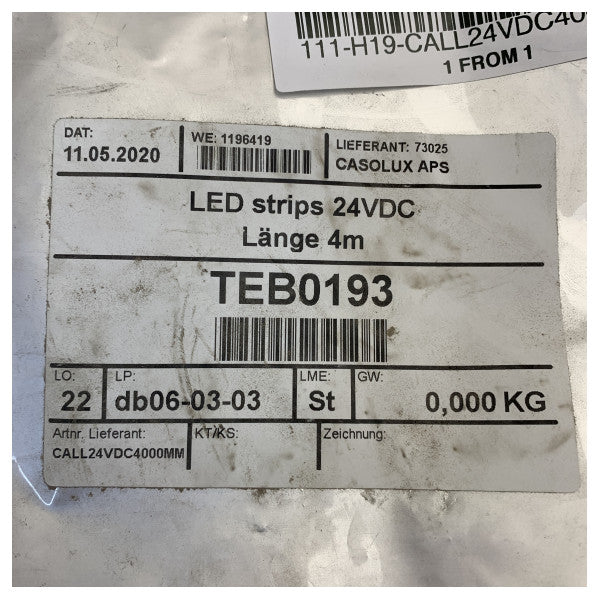 111-H19-CALL24VDC40
1 FROM 1
DAT:
11.05.2020
WE: 1196419
LIEFERANT: 73025
CASOLUX APS
LED strips 24VDC
Länge 4m
TEB0193
LO:
22
LP:
db06-03-03
LME:
St
GW:
0,000 KG
Artnr. Lieferant:
CALL24VDC4000MM
KT/KS:
Zeichnung: